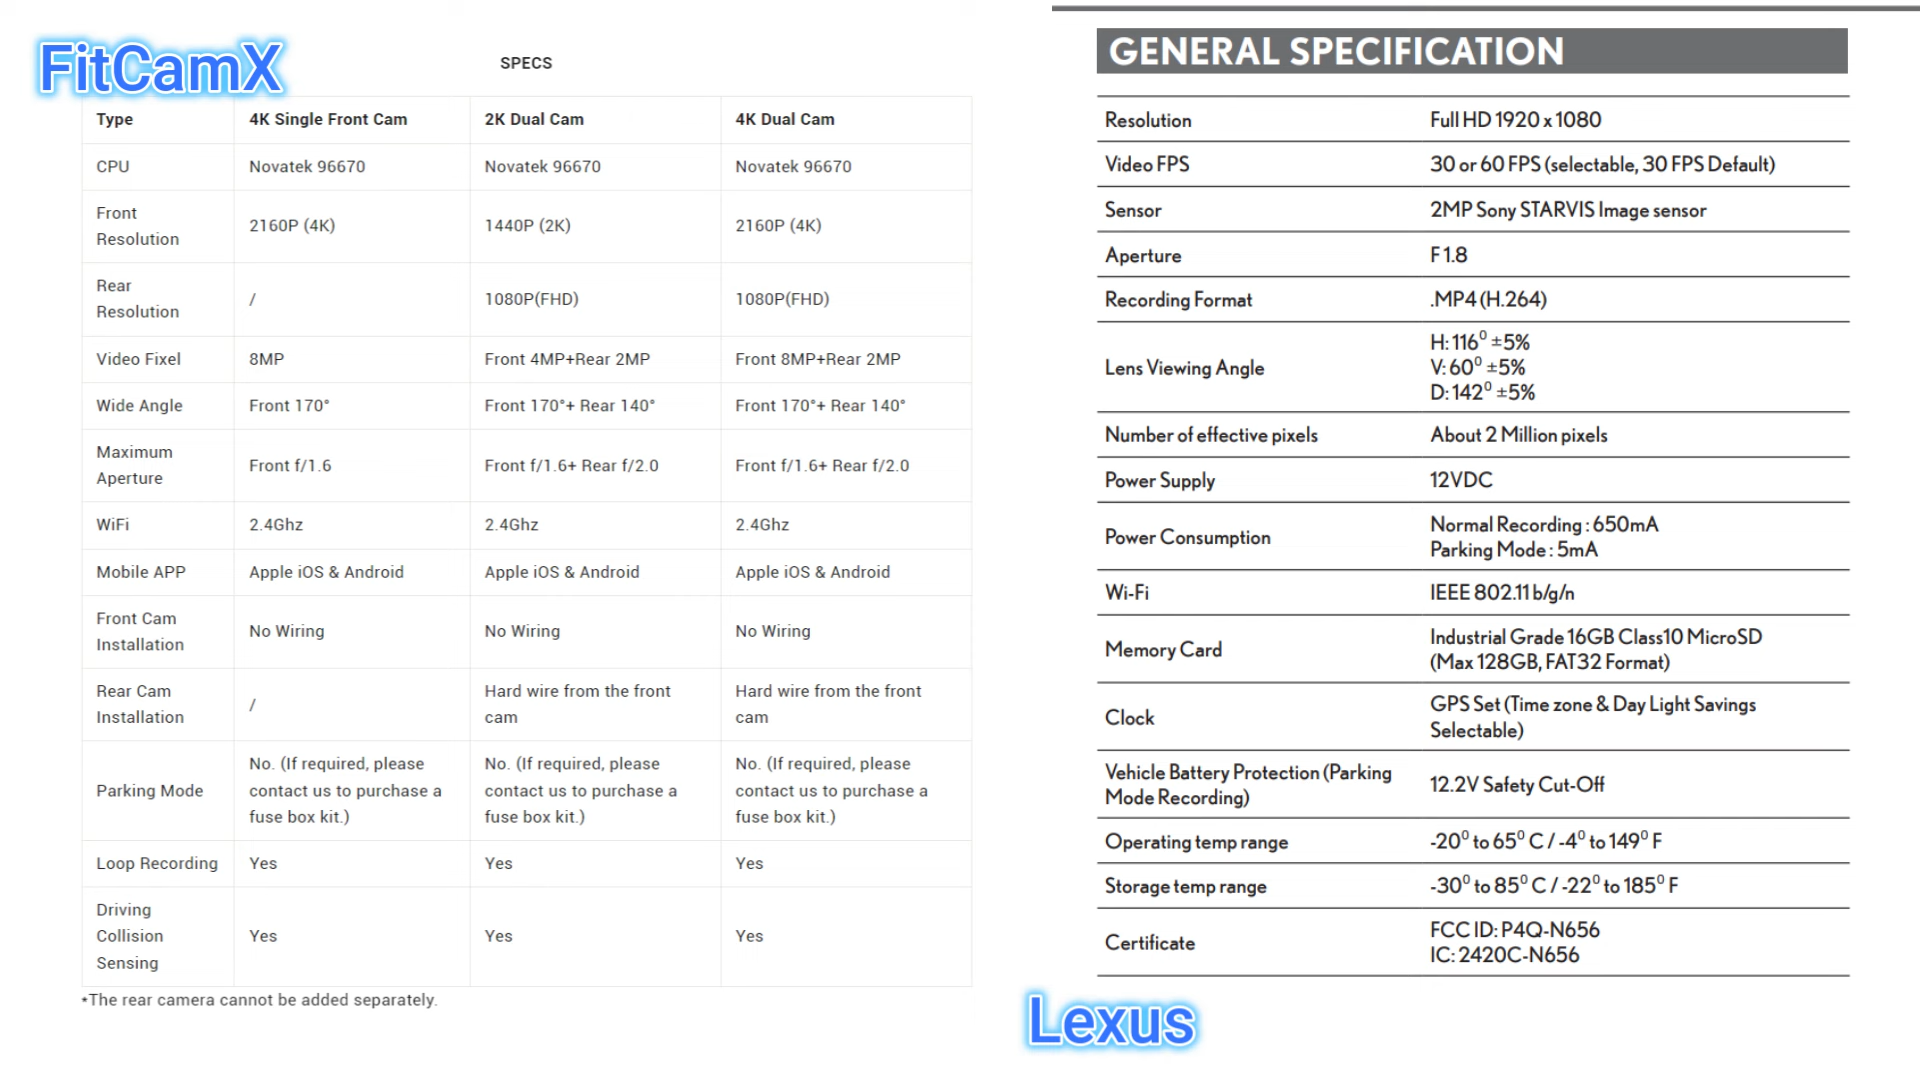 FitCamX
SPECS
Type 4K Single Front Cam 2K Dual Cam 4K Dual Cam
CPU Novatek 96670 Novatek 96670 Novatek 96670
Front
Resolution 2160P (4K) 1440P (2K) 2160P (4K)
Rear
Resolution / 1080P(FHD) 1080P(FHD)
Video Fixel 8MP Front 4MP+Rear 2MP Front 8MP+Rear 2MP
Wide Angle Front 170° Front 170°+ Rear 140° Front 170°+ Rear 140°
Maximum
Aperture Front f/1.6 Front f/1.6+ Rear f/2.0 Front f/1.6+ Rear f/2.0
WiFi 2.4Ghz 2.4Ghz 2.4Ghz
Mobile APP Apple iOS & Android Apple iOS & Android Apple iOS & Android
Front Cam
Installation No Wiring No Wiring No Wiring
Rear Cam
Installation / Hard wire from the front
cam Hard wire from the front
cam
Parking Mode No. (If required, please
contact us to purchase a
fuse box kit.) No. (If required, please
contact us to purchase a
fuse box kit.) No. (If required, please
contact us to purchase a
fuse box kit.)
Loop Recording Yes Yes Yes
Driving
Collision
Sensing Yes Yes Yes
*The rear camera cannot be added separately.
GENERAL SPECIFICATION
Resolution Full HD 1920 x 1080
Video FPS 30 or 60 FPS (selectable, 30 FPS Default)
Sensor 2MP Sony STARVIS Image sensor
Aperture F 1.8
Recording Format .MP4 (H.264)
Lens Viewing Angle H: 116⁰ ±5%
V: 60⁰ ±5%
D: 142⁰ ±5%
Number of effective pixels About 2 Million pixels
Power Supply 12VDC
Power Consumption Normal Recording : 650mA
Parking Mode : 5mA
Wi-Fi IEEE 802.11 b/g/n
Memory Card Industrial Grade 16GB Class10 MicroSD
(Max 128GB, FAT32 Format)
Clock GPS Set (Time zone & Day Light Savings
Selectable)
Vehicle Battery Protection (Parking
Mode Recording) 12.2V Safety Cut-Off
Operating temp range -20⁰ to 65⁰ C / -4⁰ to 149⁰ F
Storage temp range -30⁰ to 85⁰ C / -22⁰ to 185⁰ F
Certificate FCC ID: P4Q-N656
IC: 2420C-N656
Lexus